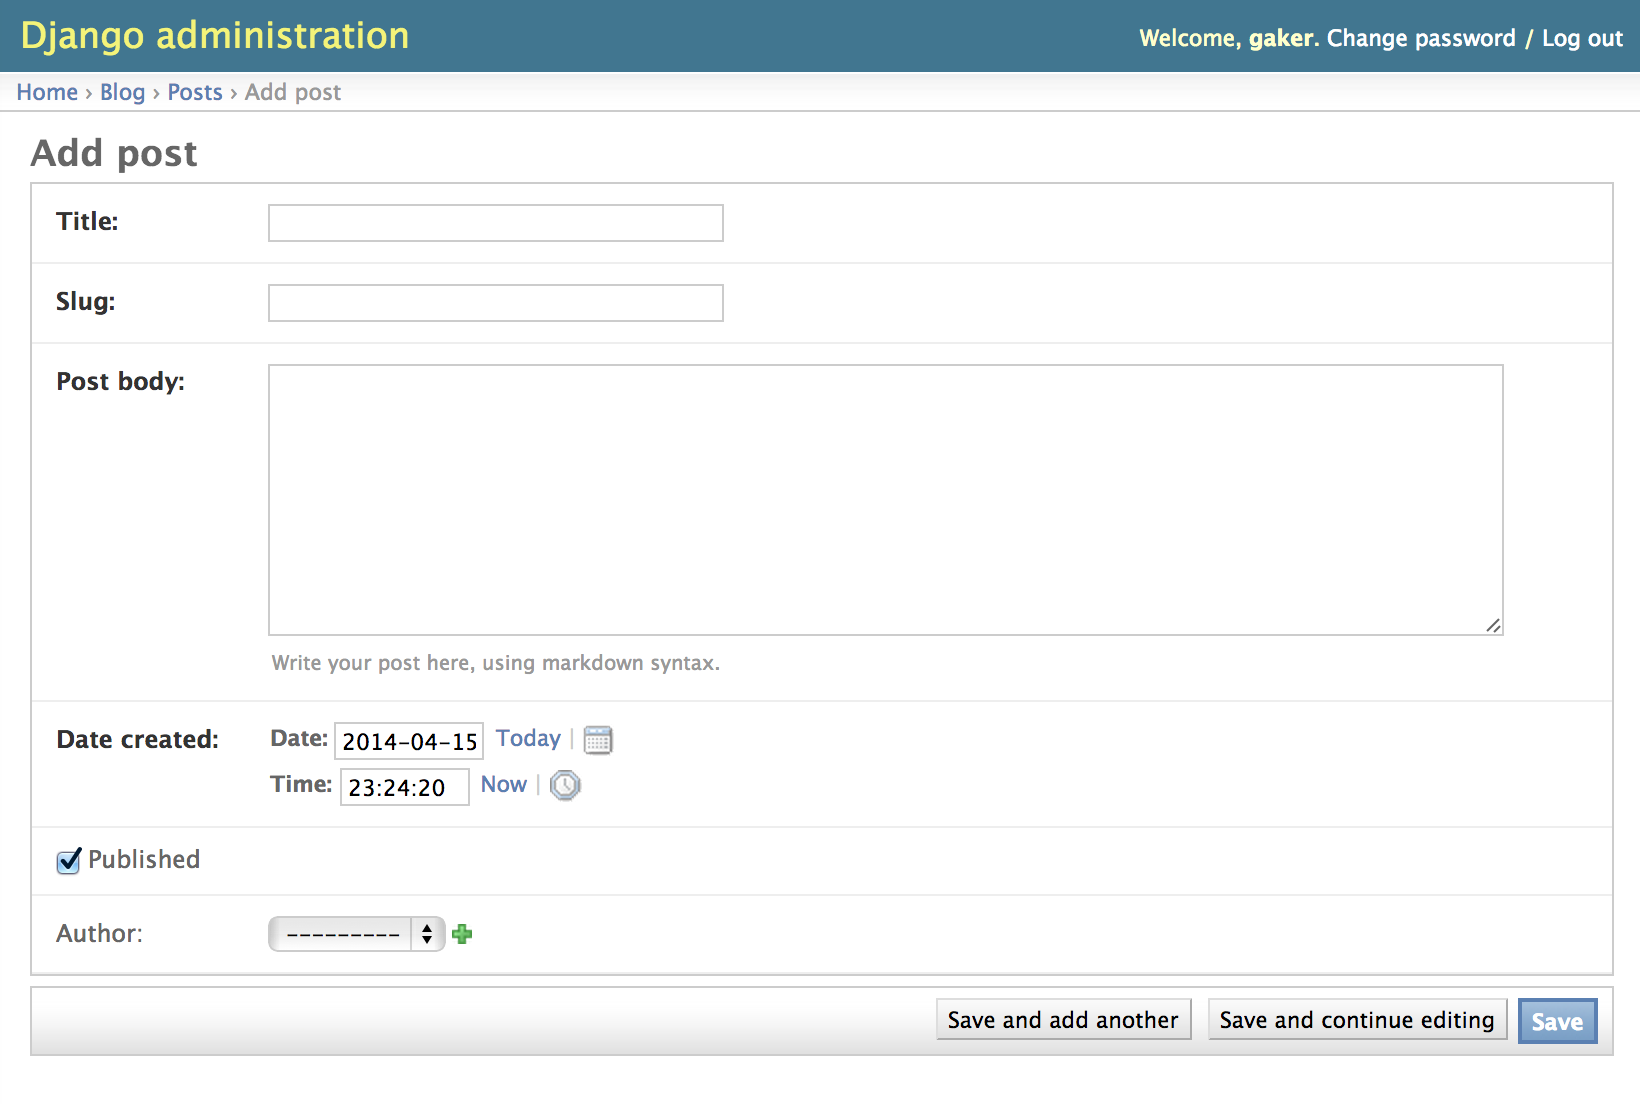 Django administration
Welcome, gaker. Change password / Log out
Home › Blog › Posts › Add post
Add post
Title:
Slug:
Post body:
Write your post here, using markdown syntax.
Date created:
Date: 2014-04-15 Today |
Time: 23:24:20 Now |
Published
Author: ---------
Save and add another
Save and continue editing
Save